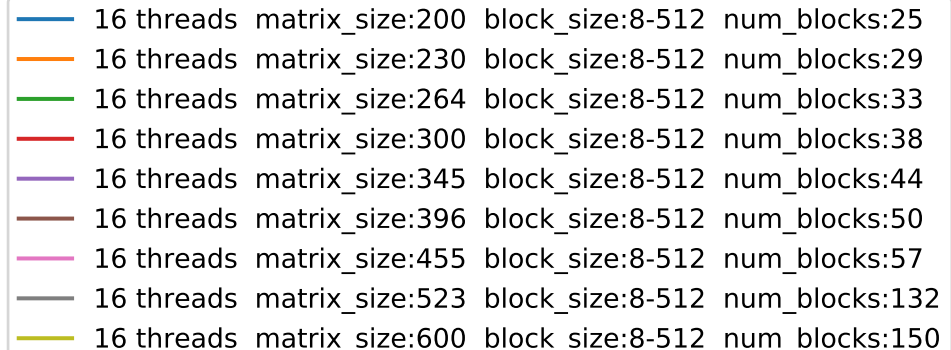 16 threads matrix_size:200 block_size:8-512 num_blocks:25
16 threads matrix_size:230 block_size:8-512 num_blocks:29
16 threads matrix_size:264 block_size:8-512 num_blocks:33
16 threads matrix_size:300 block_size:8-512 num_blocks:38
16 threads matrix_size:345 block_size:8-512 num_blocks:44
16 threads matrix_size:396 block_size:8-512 num_blocks:50
16 threads matrix_size:455 block_size:8-512 num_blocks:57
16 threads matrix_size:523 block_size:8-512 num_blocks:132
16 threads matrix_size:600 block_size:8-512 num_blocks:150